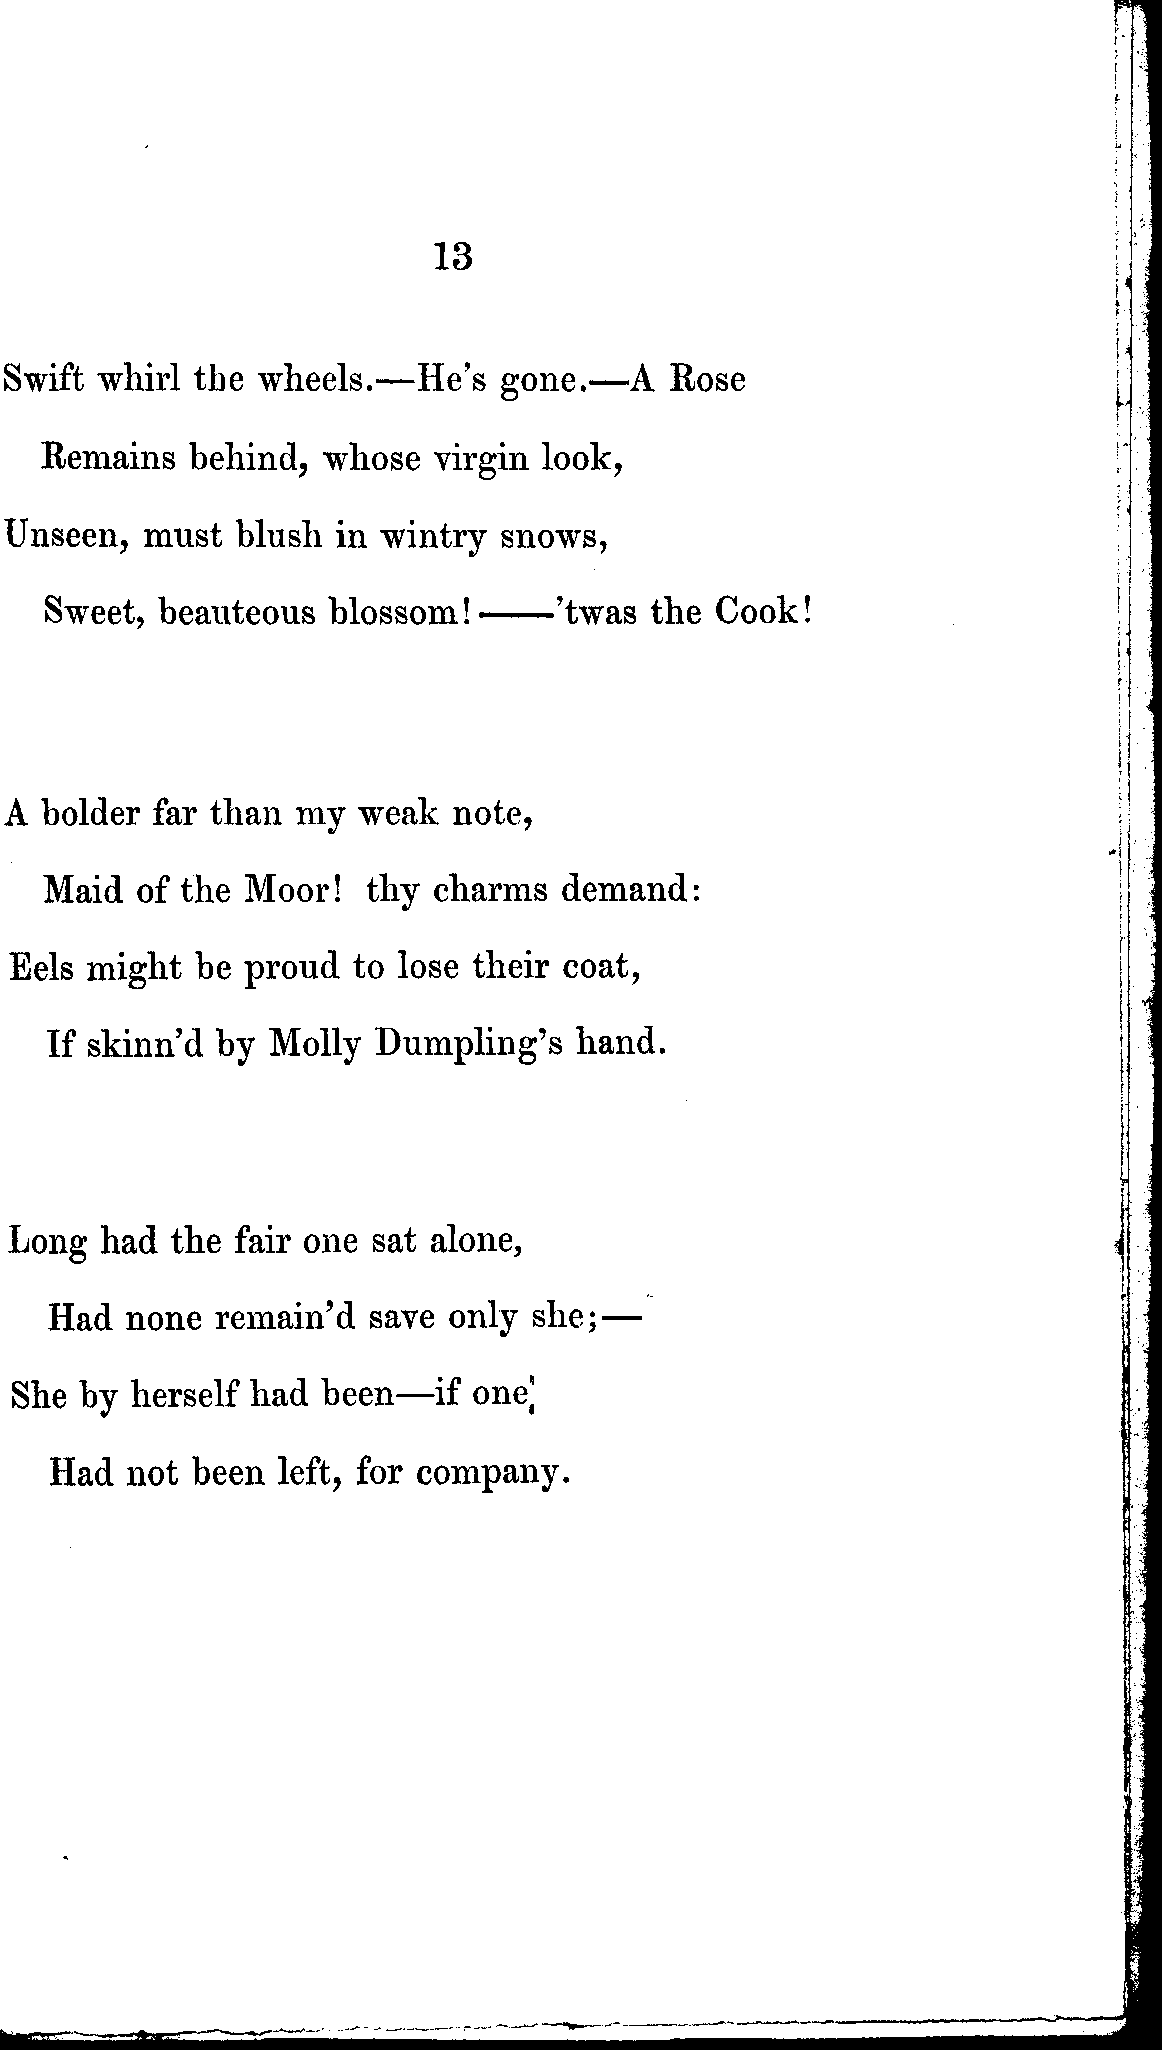 13
Swift whirl the wheels.—He's gone.—A Rose
Remains behind, whose virgin look,
Unseen, must blush in wintry snows,
Sweet, beauteous blossom!——'twas the Cook!
A bolder far than my weak note,
Maid of the Moor! thy charms demand:
Eels might be proud to lose their coat,
If skinn'd by Molly Dumpling's hand.
Long had the fair one sat alone,
Had none remain'd save only she;—
She by herself had been—if one
Had not been left, for company.